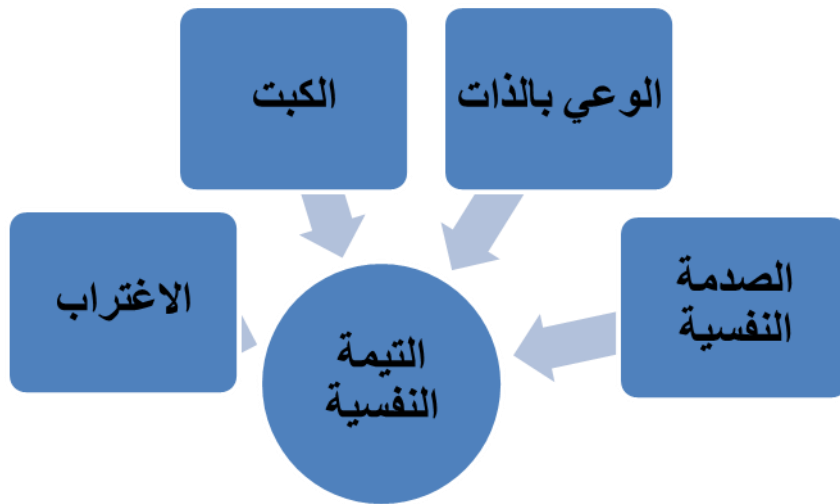 الوعي بالذات
الكبت
الصدمة
النفسية
الاغتراب
التيمة
النفسية